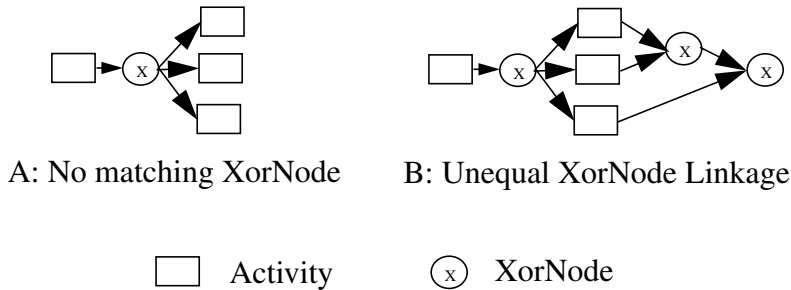 X
X
X
X
A: No matching XorNode
B: Unequal XorNode Linkage
Activity
X
XorNode